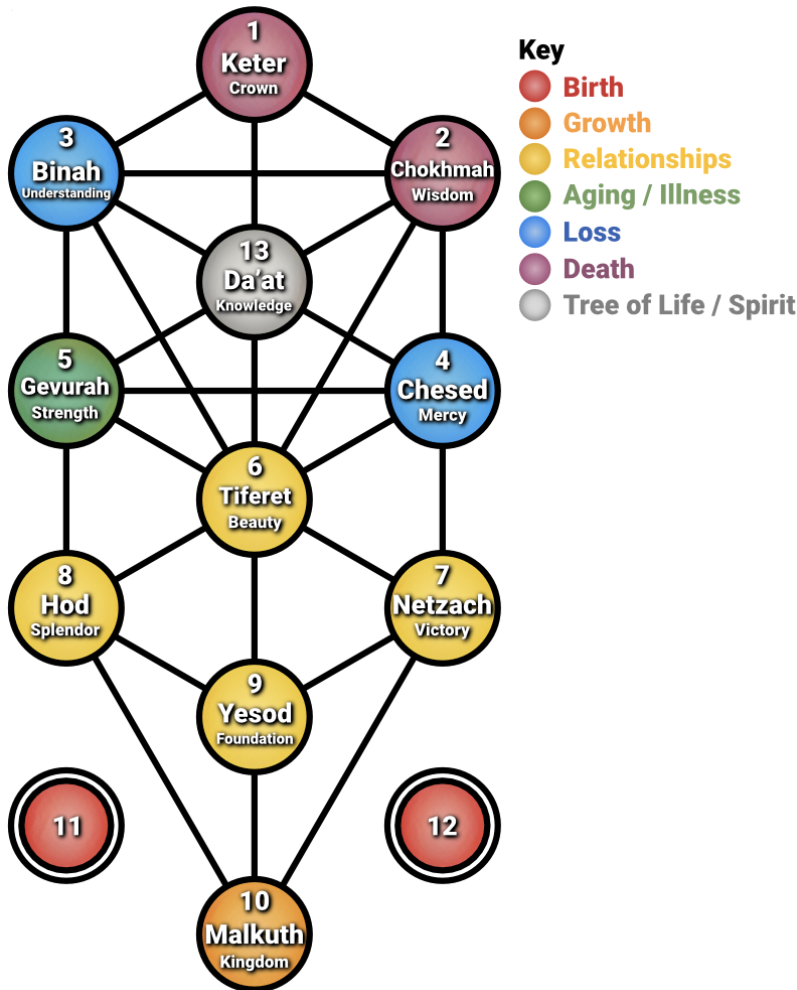 1
Keter
Crown
Key
Birth
Growth
Relationships
Aging / Illness
Loss
Death
Tree of Life / Spirit
3
Binah
Understanding
2
Chokhmah
Wisdom
13
Da'at
Knowledge
5
Gevurah
Strength
4
Chesed
Mercy
6
Tiferet
Beauty
8
Hod
Splendor
7
Netzach
Victory
9
Yesod
Foundation
11
12
10
Malkuth
Kingdom